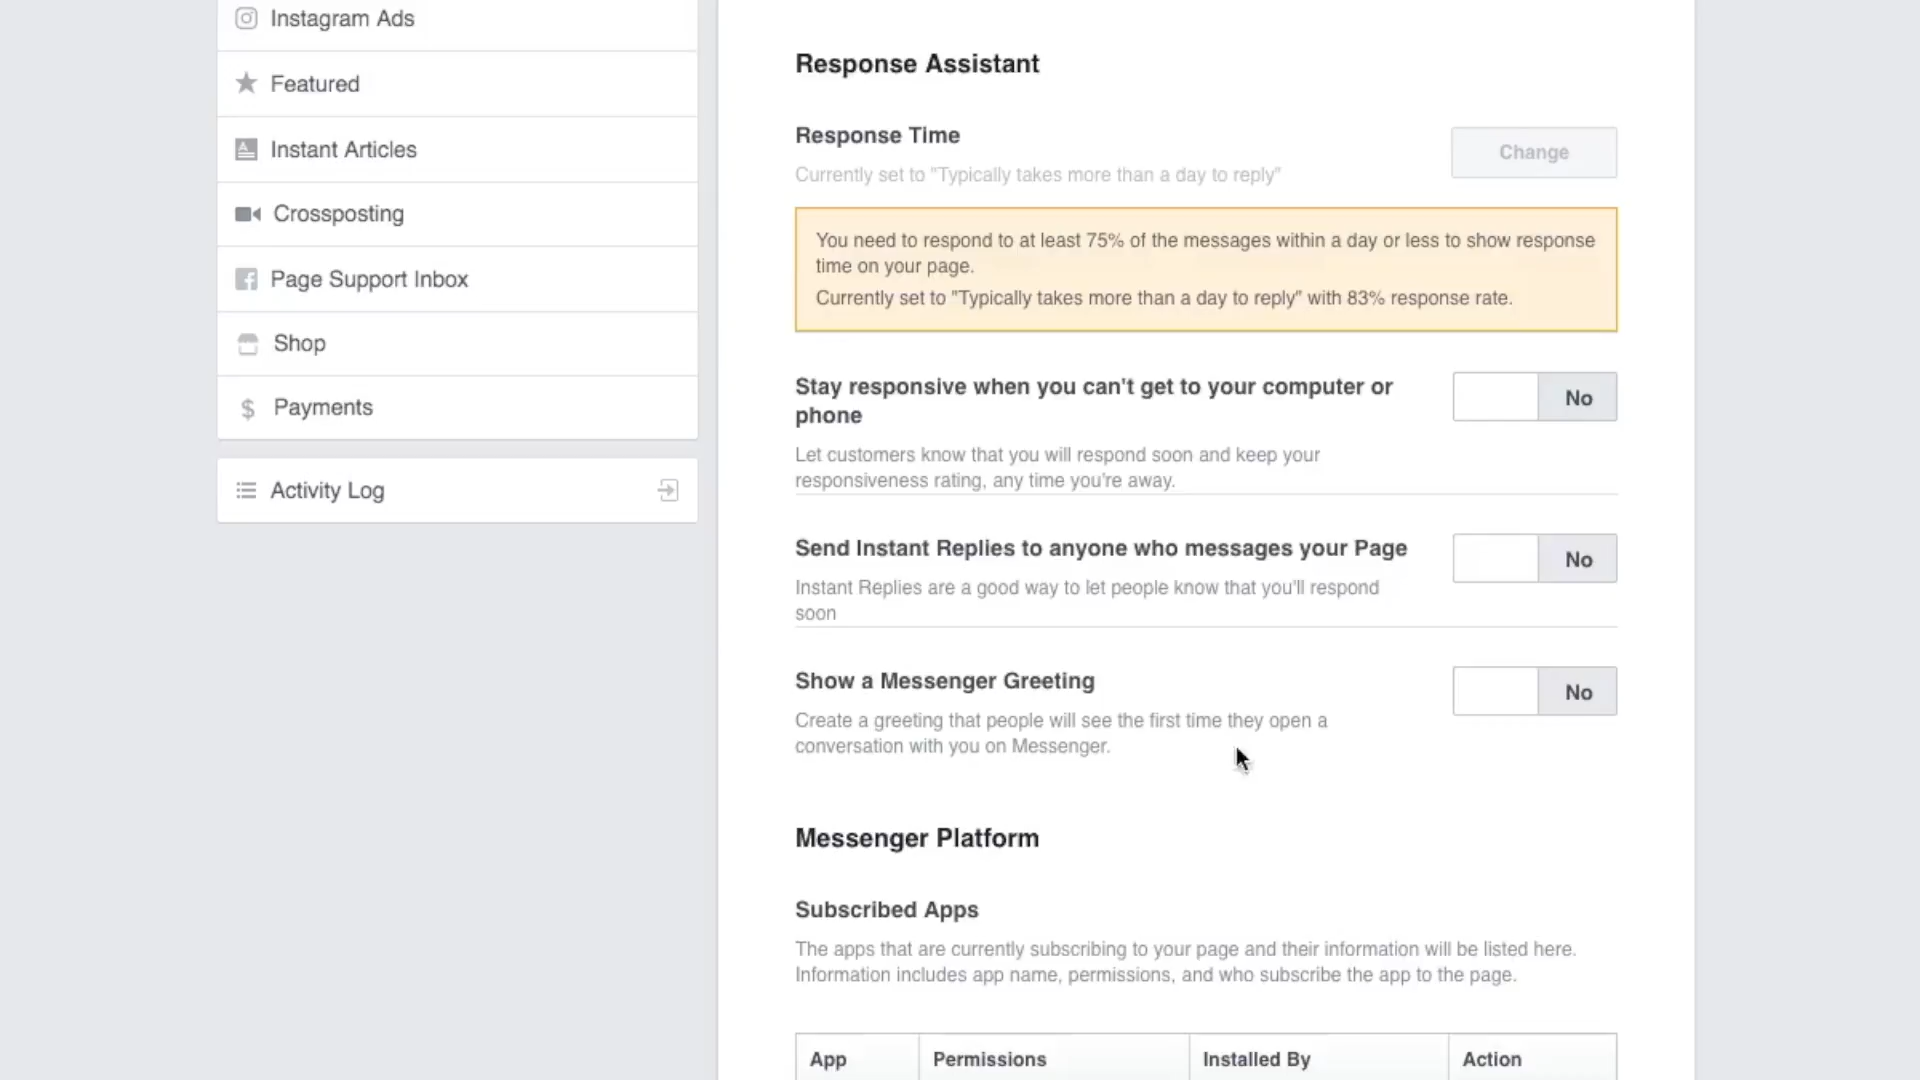 Instagram Ads
Featured
Instant Articles
Crossposting
Page Support Inbox
Shop
Payments
Activity Log
Response Assistant
Response Time
Change
Currently set to "Typically takes more than a day to reply"
You need to respond to at least 75% of the messages within a day or less to show response
time on your page.
Currently set to "Typically takes more than a day to reply" with 83% response rate.
Stay responsive when you can't get to your computer or
phone
No
Let customers know that you will respond soon and keep your
responsiveness rating, any time you're away.
Send Instant Replies to anyone who messages your Page
No
Instant Replies are a good way to let people know that you'll respond
soon
Show a Messenger Greeting
No
Create a greeting that people will see the first time they open a
conversation with you on Messenger.
Messenger Platform
Subscribed Apps
The apps that are currently subscribing to your page and their information will be listed here.
Information includes app name, permissions, and who subscribe the app to the page.
App Permissions Installed By Action